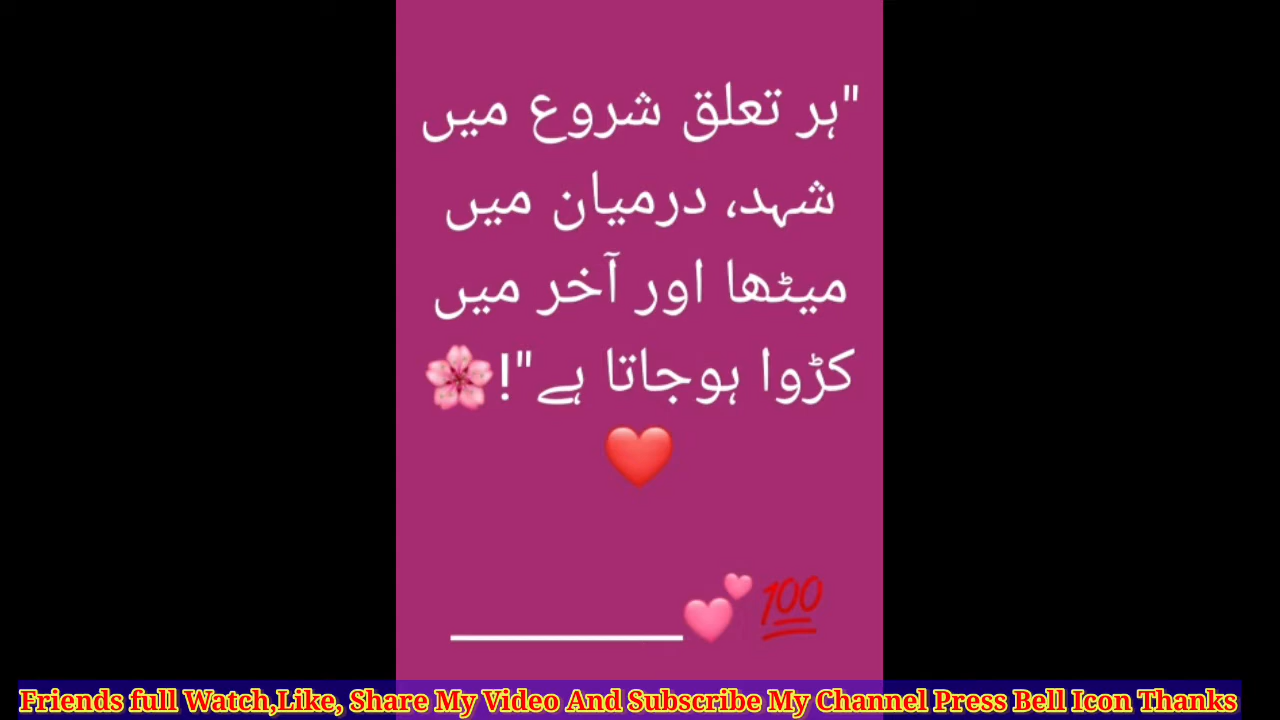 "ہر تعلق شروع میں
شہد، درمیان میں
میٹھا اور آخر میں
کڑوا ہوجاتا ہے"!🌸
❤️
💯💕___________
Friends full Watch,Like, Share My Video And Subscribe My Channel Press Bell Icon Thanks